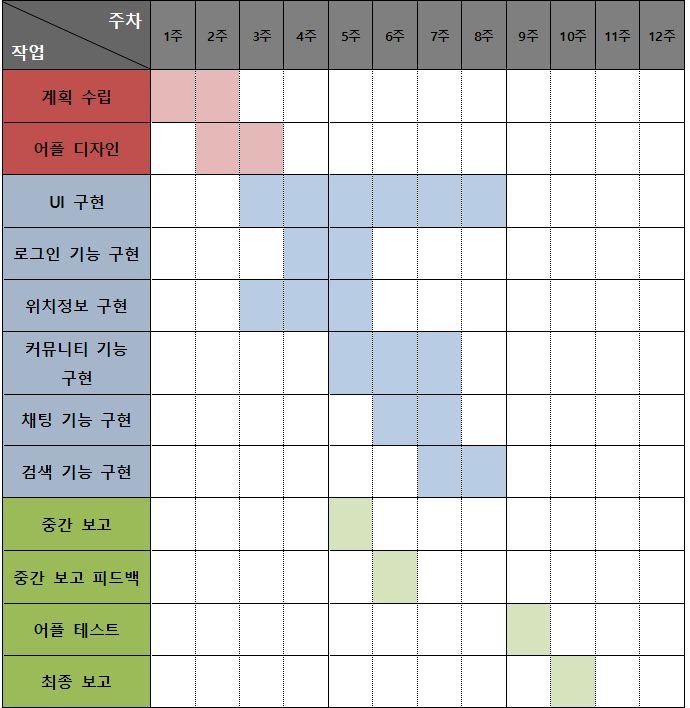 주차
작업
1주 2주 3주 4주 5주 6주 7주 8주 9주 10주 11주 12주
계획 수립
어플 디자인
UI 구현
로그인 기능 구현
위치정보 구현
커뮤니티 기능
구현
채팅 기능 구현
검색 기능 구현
중간 보고
중간 보고 피드백
어플 테스트
최종 보고